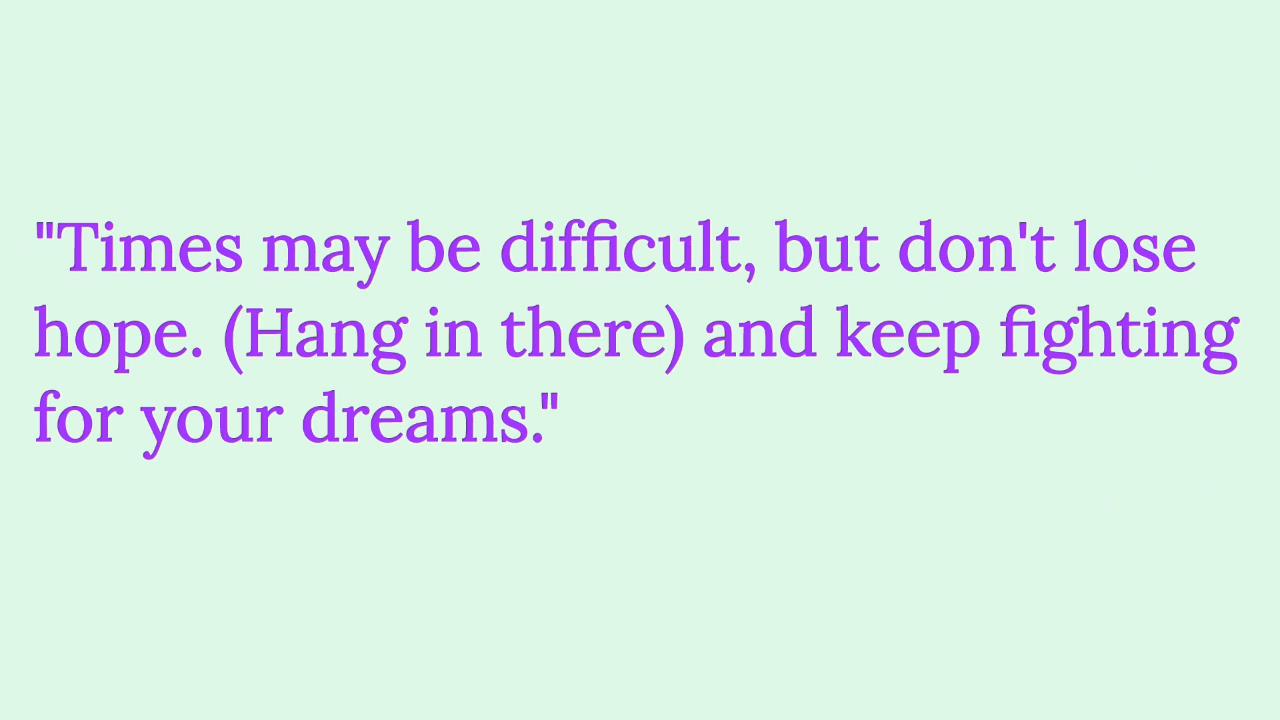 "Times may be difficult, but don't lose
hope. (Hang in there) and keep fighting
for your dreams."